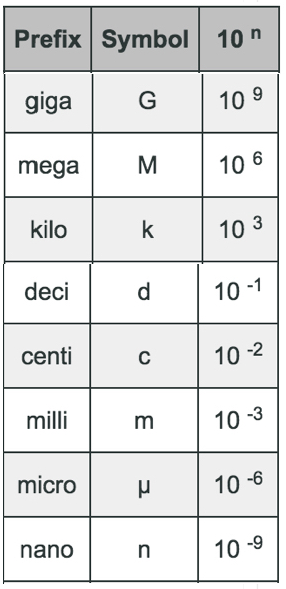 Prefix Symbol 10 ⁿ
giga G 10 ⁹
mega M 10 ⁶
kilo k 10 ³
deci d 10 ⁻¹
centi c 10 ⁻²
milli m 10 ⁻³
micro μ 10 ⁻⁶
nano n 10 ⁻⁹